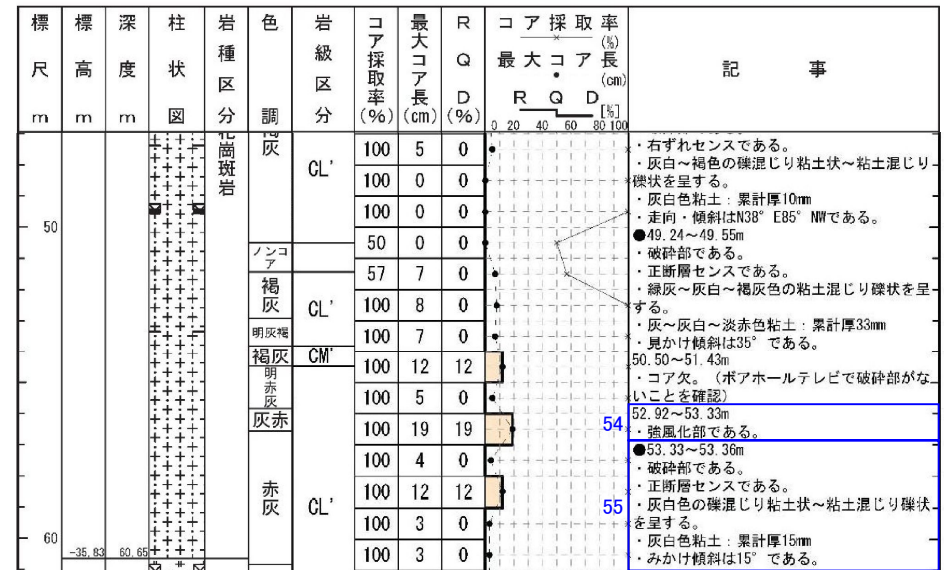 標尺 m
標高 m
深度 m
柱状図
岩種区分
色調
岩級区分
コア採取率(%)
最大コア長(cm)
RQD(%)
コア採取率(%)
最大コア長(cm)
RQD[%]
0 20 40 60 80 100
記事
花崗斑岩
褐灰
CL'
ノンコア
褐灰
CL'
明灰褐
褐灰
CM'
明赤灰
灰赤
赤灰
CL'
50
60
-35.83
60.65
100 5 0
100 0 0
100 0 0
50 0 0
57 7 0
100 8 0
100 7 0
100 12 12
100 5 0
100 19 19
100 4 0
100 12 12
100 3 0
100 3 0
54
55
・右ずれセンスである。
・灰白～褐色の礫混じり粘土状～粘土混じり
礫状を呈する。
・灰白色粘土：累計厚10mm
・走向・傾斜はN38°E85°NWである。
●49.24～49.55m
・破砕部である。
・正断層センスである。
・緑灰～灰白～褐灰色の粘土混じり礫状を呈
する。
・灰～灰白～淡赤色粘土：累計厚33mm
・見かけ傾斜は35°である。
50.50～51.43m
・コア欠。（ボアホールテレビで破砕部がな
いことを確認）
52.92～53.33m
・強風化部である。
●53.33～53.36m
・破砕部である。
・正断層センスである。
・灰白色の礫混じり粘土状～粘土混じり礫状
を呈する。
・灰白色粘土：累計厚15mm
・みかけ傾斜は15°である。